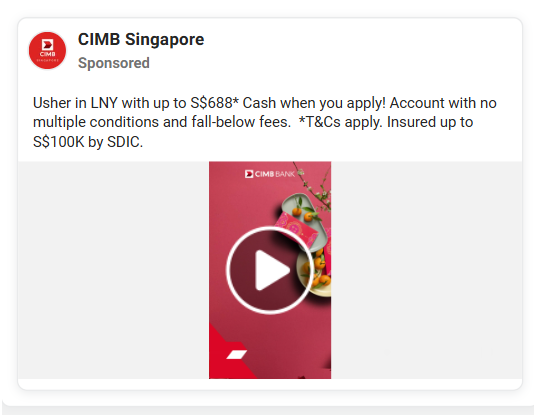 CIMB
SINGAPORE
CIMB Singapore
Sponsored
Usher in LNY with up to S$688* Cash when you apply! Account with no
multiple conditions and fall-below fees.  *T&Cs apply. Insured up to
S$100K by SDIC.
CIMB BANK